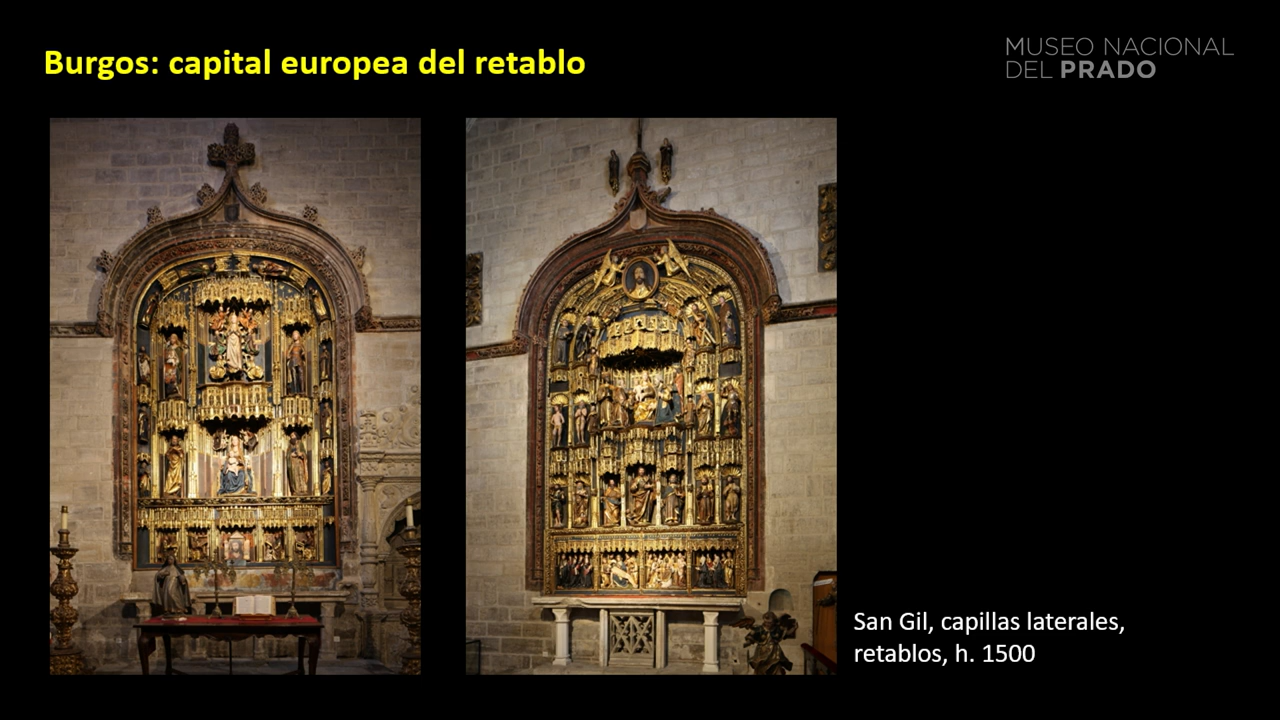 Burgos: capital europea del retablo
MUSEO NACIONAL
DEL PRADO
San Gil, capillas laterales,
retablos, h. 1500